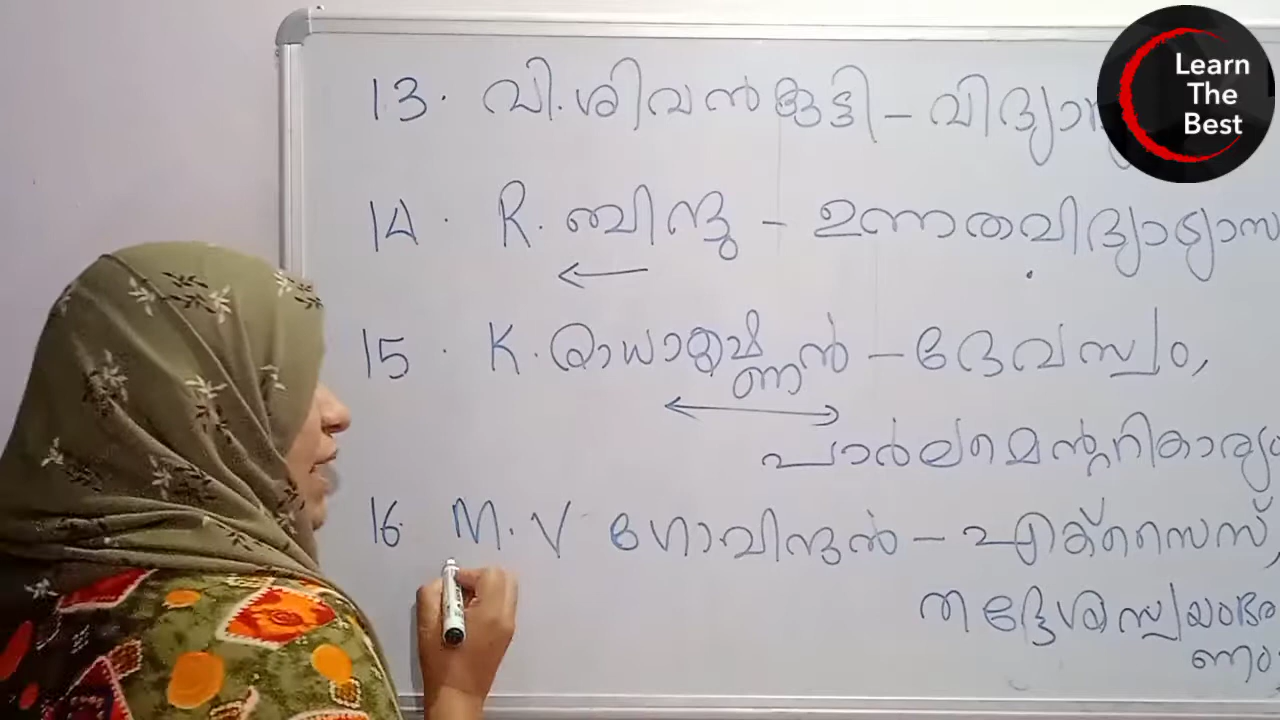 13. വി. ശിവൻകുട്ടി -
Learn
The
Best
14. R. ബിന്ദു - ഉന്നതവിദ്യാഭ്യാസ
15. K. രാധാകൃഷ്ണൻ - ദേവസ്വം,
പാർലമെൻ്ററികാര്യം
16. M. V ഗോവിന്ദൻ - എക്സൈസ്,
തദ്ദേശസ്വയംഭര
ണം